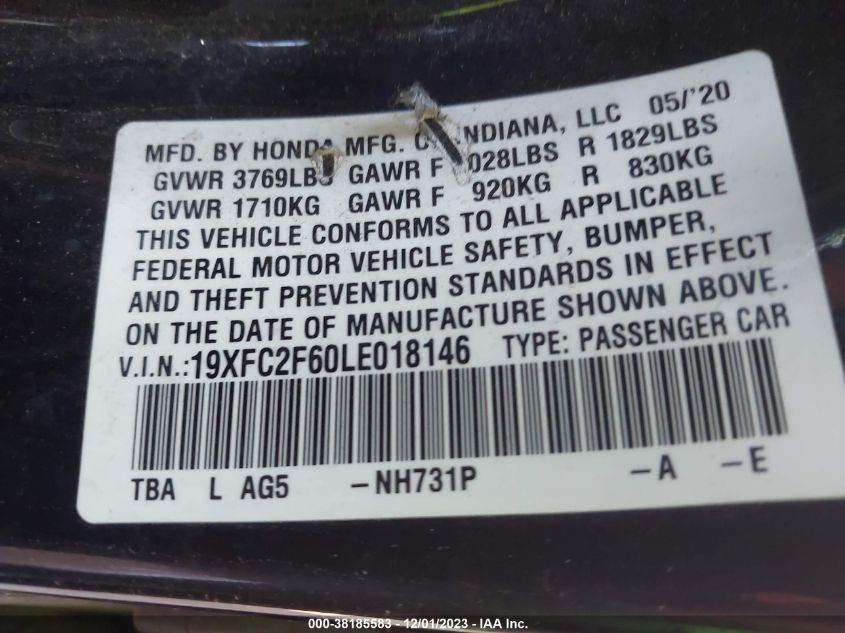 MFD. BY HONDA MFG. OF INDIANA, LLC 05/'20
GVWR 3769LBS GAWR F 028LBS R 1829LBS
GVWR 1710KG GAWR F 920KG R 830KG
THIS VEHICLE CONFORMS TO ALL APPLICABLE
FEDERAL MOTOR VEHICLE SAFETY, BUMPER,
AND THEFT PREVENTION STANDARDS IN EFFECT
ON THE DATE OF MANUFACTURE SHOWN ABOVE.
V.I.N.:19XFC2F60LE018146 TYPE: PASSENGER CAR
TBA L AG5 -NH731P -A -E
000-38185583 - 12/01/2023 - IAA Inc.